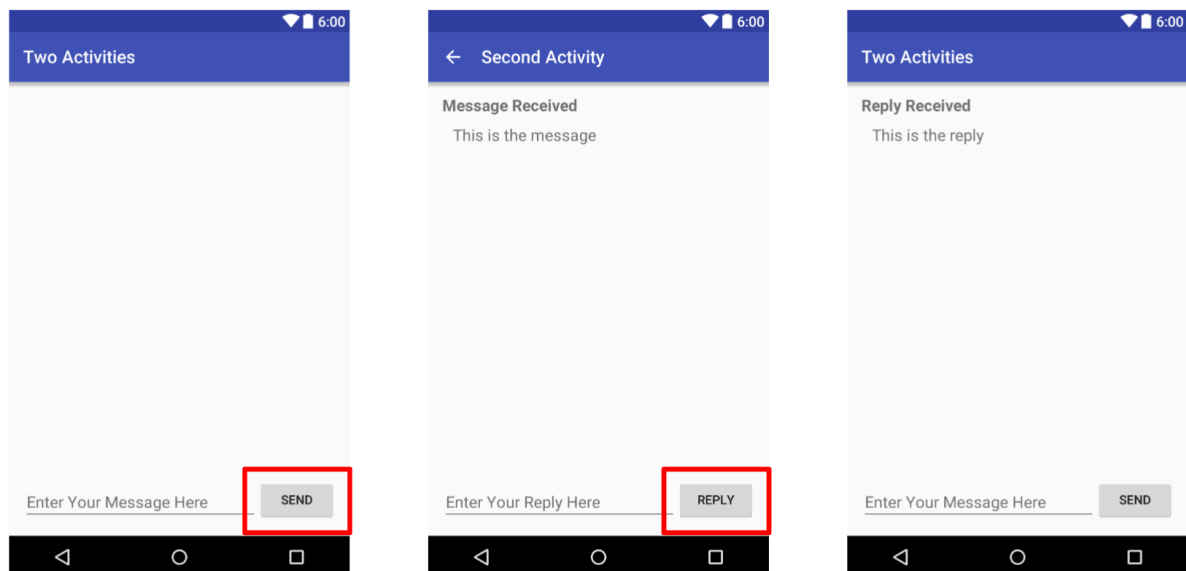 6:00
Two Activities
Enter Your Message Here SEND
6:00
Second Activity
Message Received
This is the message
Enter Your Reply Here REPLY
6:00
Two Activities
Reply Received
This is the reply
Enter Your Message Here SEND